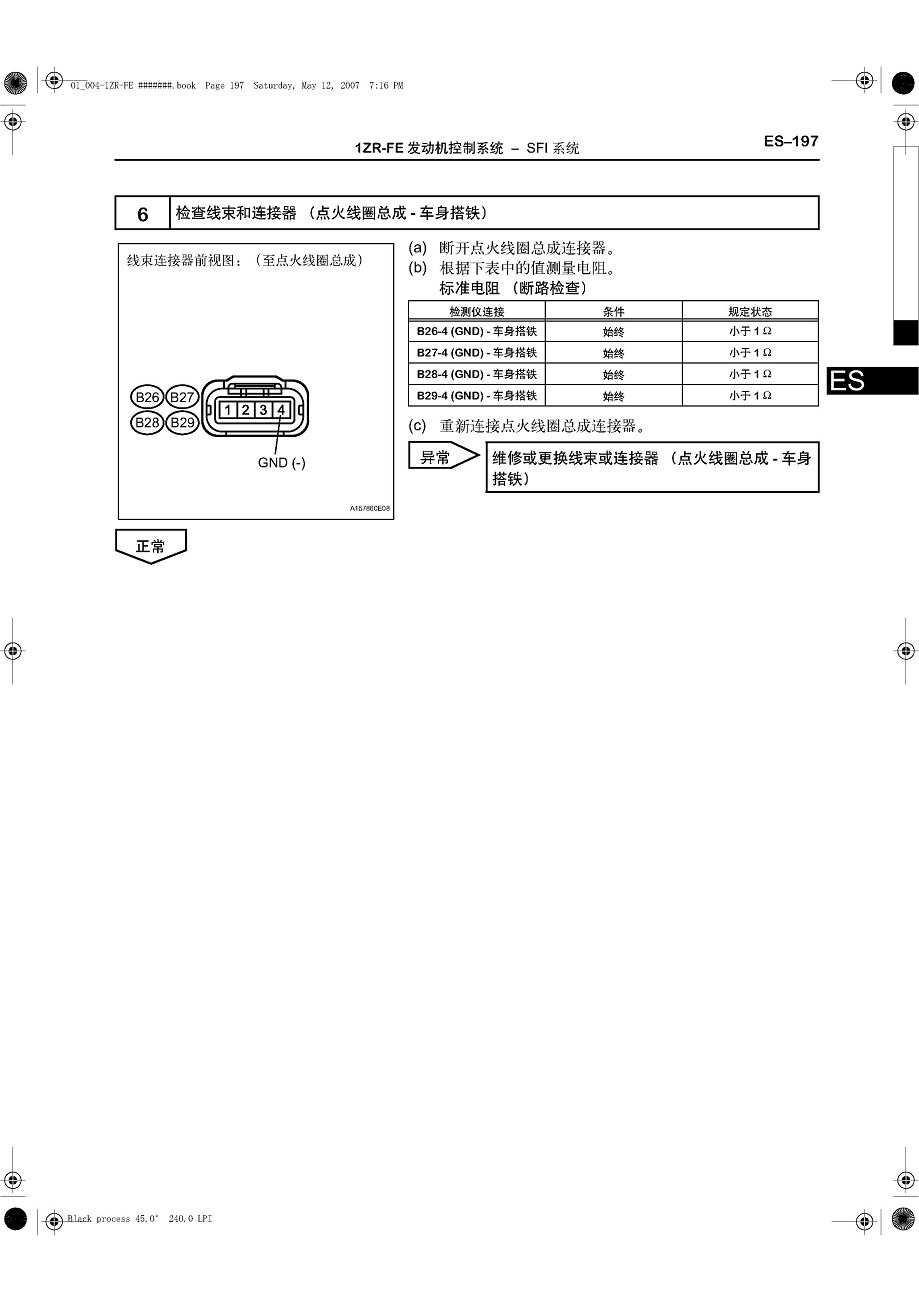 01_004-1ZR-FE #######.book Page 197 Saturday, May 12, 2007 7:16 PM
1ZR-FE 发动机控制系统 – SFI 系统
ES–197
6 检查线束和连接器 （点火线圈总成 - 车身搭铁）
线束连接器前视图：（至点火线圈总成）
B26 B27
B28 B29
1 2 3 4
GND (-)
A157860E08
(a) 断开点火线圈总成连接器。
(b) 根据下表中的值测量电阻。
标准电阻 （断路检查）
检测仪连接 条件 规定状态
B26-4 (GND) - 车身搭铁 始终 小于 1 Ω
B27-4 (GND) - 车身搭铁 始终 小于 1 Ω
B28-4 (GND) - 车身搭铁 始终 小于 1 Ω
B29-4 (GND) - 车身搭铁 始终 小于 1 Ω
ES
(c) 重新连接点火线圈总成连接器。
异常
维修或更换线束或连接器 （点火线圈总成 - 车身
搭铁）
正常
Black process 45.0° 240.0 LPI